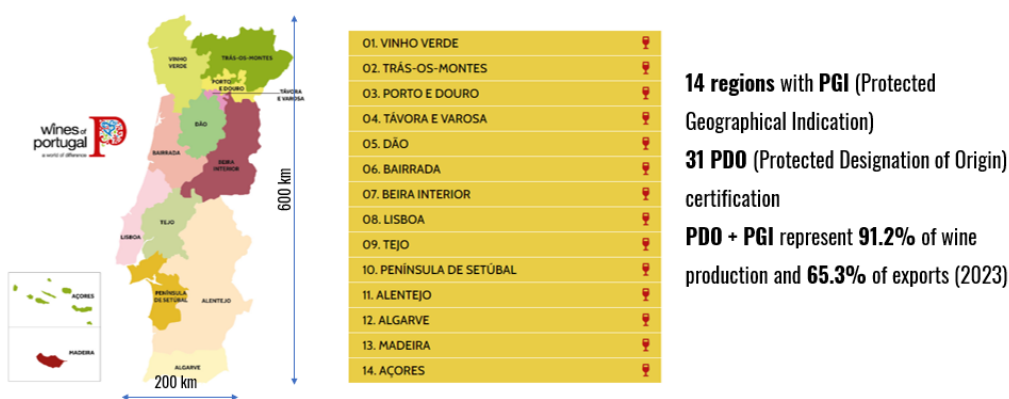 VINHO
VERDE
TRÁS-OS-MONTES
PORTO
E DOURO
TÁVORA
E VAROSA
DÃO
BAIRRADA
BEIRA
INTERIOR
TEJO
LISBOA
PENÍNSULA
DE SETÚBAL
ALENTEJO
ALGARVE
AÇORES
MADEIRA
wines of
portugal
a world of difference
P
600 km
200 km
01. VINHO VERDE
02. TRÁS-OS-MONTES
03. PORTO E DOURO
04. TÁVORA E VAROSA
05. DÃO
06. BAIRRADA
07. BEIRA INTERIOR
08. LISBOA
09. TEJO
10. PENÍNSULA DE SETÚBAL
11. ALENTEJO
12. ALGARVE
13. MADEIRA
14. AÇORES
14 regions with PGI (Protected
Geographical Indication)
31 PDO (Protected Designation of Origin)
certification
PDO + PGI represent 91.2% of wine
production and 65.3% of exports (2023)